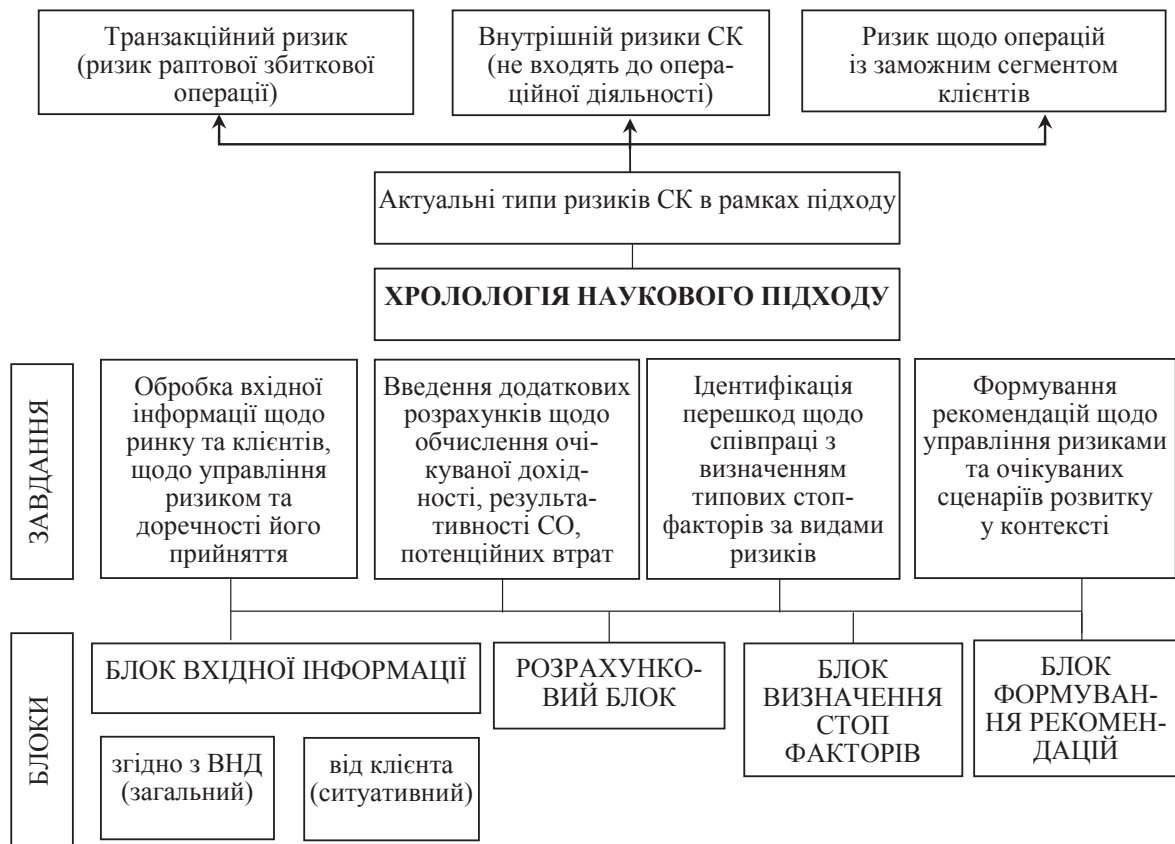 Транзакційний ризик
(ризик раптової збиткової
операції)
Внутрішній ризики СК
(не входять до опера-
ційної діяльності)
Ризик щодо операцій
із заможним сегментом
клієнтів
Актуальні типи ризиків СК в рамках підходу
ХРОЛОЛОГІЯ НАУКОВОГО ПІДХОДУ
ЗАВДАННЯ
Обробка вхідної
інформації щодо
ринку та клієнтів,
щодо управління
ризиком та
доречності його
прийняття
Введення додаткових
розрахунків щодо
обчислення очі-
куваної дохід-
ності, результа-
тивності СО,
потенційних втрат
Ідентифікація
перешкод щодо
співпраці з
визначенням
типових стоп-
факторів за видами
ризиків
Формування
рекомендацій щодо
управління ризиками
та очікуваних
сценаріїв розвитку
у контексті
БЛОКИ
БЛОК ВХІДНОЇ ІНФОРМАЦІЇ
РОЗРАХУНКО-
ВИЙ БЛОК
БЛОК
ВИЗНАЧЕННЯ
СТОП
ФАКТОРІВ
БЛОК
ФОРМУВАН-
НЯ РЕКОМЕН-
ДАЦІЙ
згідно з ВНД
(загальний)
від клієнта
(ситуативний)